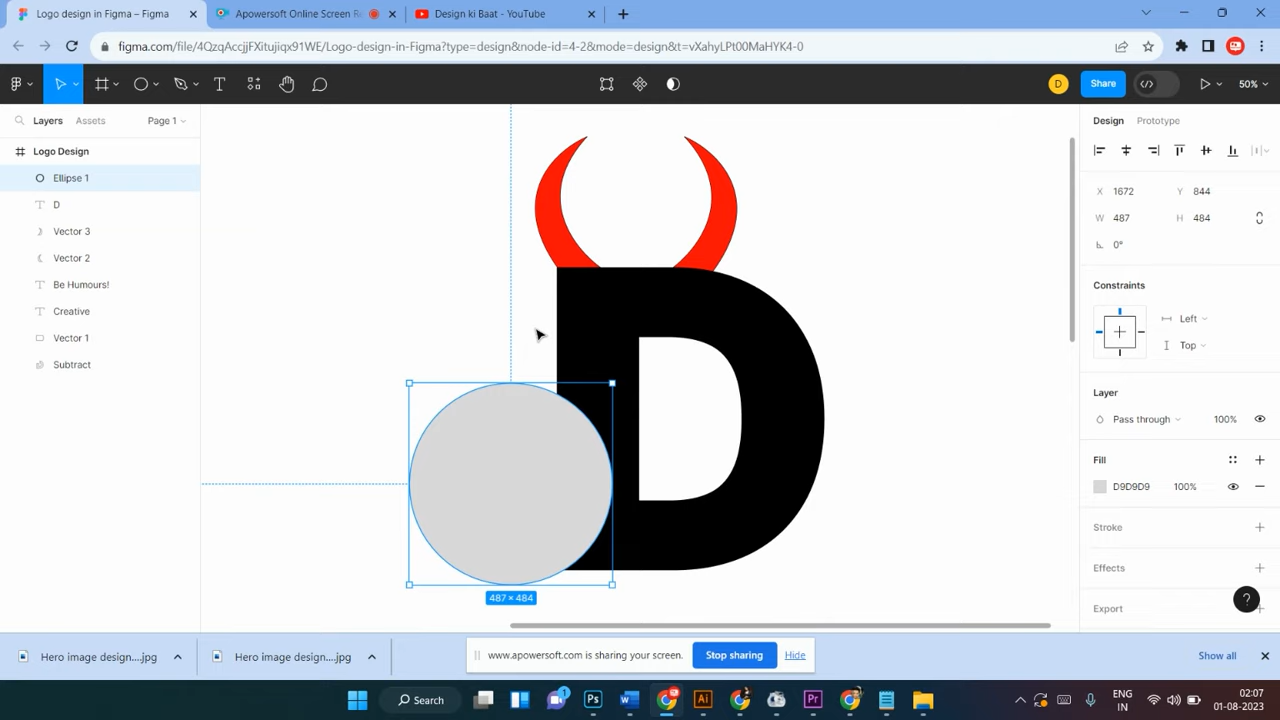 Logo design in Figma – Figma
Apowersoft Online Screen Re
Design ki Baat - YouTube
figma.com/file/4QzqAccjjFXitujiqx91WE/Logo-design-in-Figma?type=design&node-id=4-2&mode=design&t=vXahyLPt00MaHYK4-0
D
Share
50%
Layers
Assets
Page 1
Design
Prototype
Logo Design
Ellipse 1
D
Vector 3
Vector 2
Be Humours!
Creative
Vector 1
Subtract
X 1672
Y 844
W 487
H 484
0°
Constraints
Left
Top
Layer
Pass through
100%
Fill
D9D9D9
100%
Stroke
Effects
Export
D
487 × 484
?
Hero image design....jpg
Hero image design....jpg
www.apowersoft.com is sharing your screen.
Stop sharing
Hide
Show all
Search
1
Ps
Ai
Pr
ENG
IN
02:07
01-08-2023